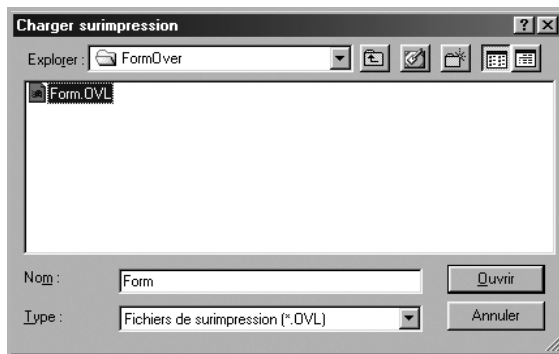 Charger surimpression
Explorer : FormOver
Form.OVL
Nom : Form
Ouvrir
Type : Fichiers de surimpression (*.OVL)
Annuler